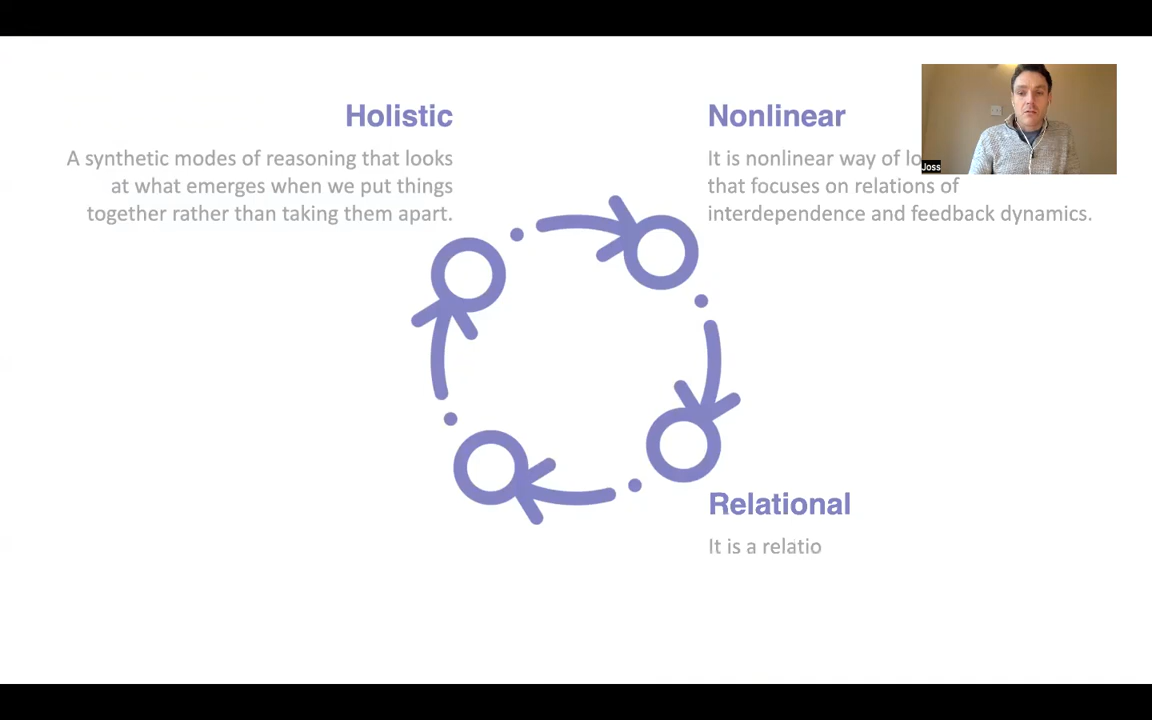 Holistic
A synthetic modes of reasoning that looks
at what emerges when we put things
together rather than taking them apart.
Nonlinear
It is nonlinear way of
that focuses on relations of
interdependence and feedback dynamics.
Joss
Relational
It is a relatio